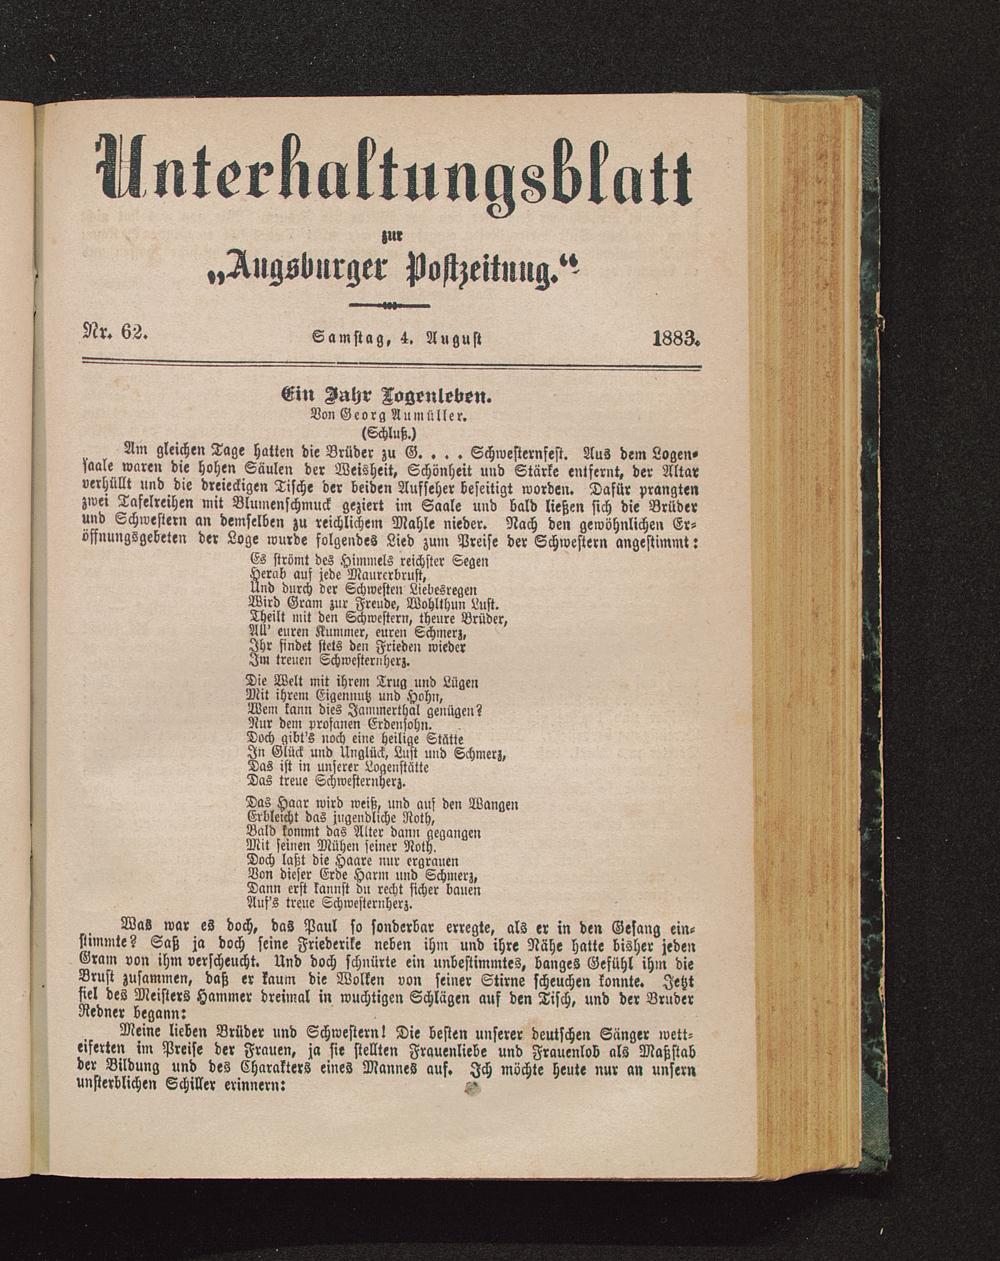 Unterhaltungsblatt
zur
„Augsburger Postzeitung.“
Nr. 62. Samstag, 4. August 1883.
Ein Jahr Logenleben.
Von Georg Aumüller.
(Schluß.)
Am gleichen Tage hatten die Brüder zu G. . . . Schwesternfest. Aus dem Logen-
saale waren die hohen Säulen der Weisheit, Schönheit und Stärke entfernt, der Altar
verhüllt und die dreieckigen Tische der beiden Aufseher beseitigt worden. Dafür prangten
zwei Tafelreihen mit Blumenschmuck geziert im Saale und bald ließen sich die Brüder
und Schwestern an demselben zu reichlichem Mahle nieder. Nach den gewöhnlichen Er-
öffnungsgebeten der Loge wurde folgendes Lied zum Preise der Schwestern angestimmt:
Es strömt des Himmels reichster Segen
Herab auf jede Maurerbrust,
Und durch der Schwesten Liebesregen
Wird Gram zur Freude, Wohlthun Lust.
Theilt mit den Schwestern, theure Brüder,
All' euren Kummer, euren Schmerz,
Ihr findet stets den Frieden wieder
Im treuen Schwesternherz.
Die Welt mit ihrem Trug und Lügen
Mit ihrem Eigennutz und Hohn,
Wem kann dies Jammerthal genügen?
Nur dem profanen Erdensohn.
Doch gibt's noch eine heilige Stätte
In Glück und Unglück, Lust und Schmerz,
Das ist in unserer Logenstätte
Das treue Schwesternherz.
Das Haar wird weiß, und auf den Wangen
Erbleicht das jugendliche Roth,
Bald kommt das Alter dann gegangen
Mit seinen Mühen seiner Noth.
Doch laßt die Haare nur ergrauen
Von dieser Erde Harm und Schmerz,
Dann erst kannst du recht sicher bauen
Auf's treue Schwesternherz.
Was war es doch, das Paul so sonderbar erregte, als er in den Gesang ein-
stimmte? Saß ja doch seine Friederike neben ihm und ihre Nähe hatte bisher jeden
Gram von ihm verscheucht. Und doch schnürte ein unbestimmtes, banges Gefühl ihm die
Brust zusammen, daß er kaum die Wolken von seiner Stirne scheuchen konnte. Jetzt
fiel des Meisters Hammer dreimal in wuchtigen Schlägen auf den Tisch, und der Bruder
Redner begann:
Meine lieben Brüder und Schwestern! Die besten unserer deutschen Sänger wett-
eiferten im Preise der Frauen, ja sie stellten Frauenliebe und Frauenlob als Maßstab
der Bildung und des Charakters eines Mannes auf. Ich möchte heute nur an unsern
unsterblichen Schiller erinnern: